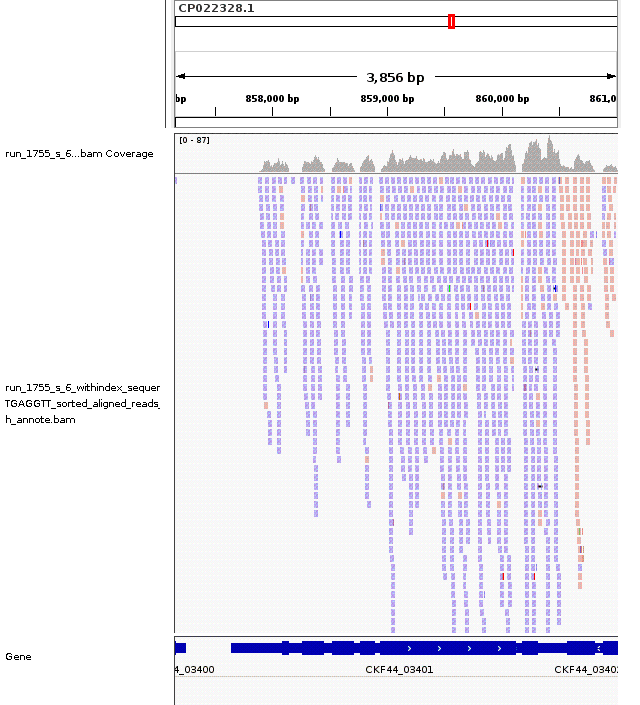 CP022328.1
3,856 bp
bp 858,000 bp 859,000 bp 860,000 bp 861,0
[0 - 87]
run_1755_s_6...bam Coverage
run_1755_s_6_withindex_sequer
TGAGGTT_sorted_aligned_reads_
h_annote.bam
Gene
4_03400 CKF44_03401 CKF44_0340